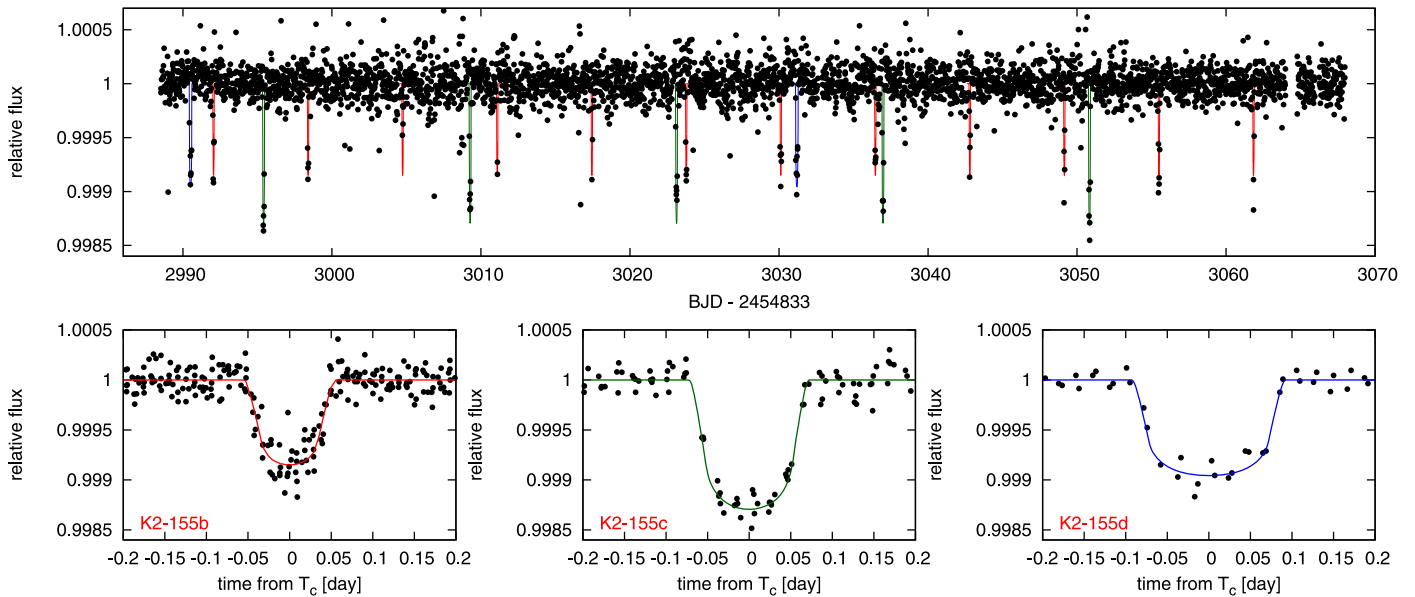 1.0005
1
0.9995
0.999
0.9985
relative flux
2990 3000 3010 3020 3030 3040 3050 3060 3070
BJD - 2454833
1.0005
1
0.9995
0.999
0.9984
relative flux
K2-155b
-0.2 -0.15 -0.1 -0.05 0 0.05 0.1 0.15 0.2
time from Tc [day]
1.0005
1
0.9995
0.999
0.9984
relative flux
K2-155c
-0.2 -0.15 -0.1 -0.05 0 0.05 0.1 0.15 0.2
time from Tc [day]
1.0005
1
0.9995
0.999
0.9984
relative flux
K2-155d
-0.2 -0.15 -0.1 -0.05 0 0.05 0.1 0.15 0.2
time from Tc [day]